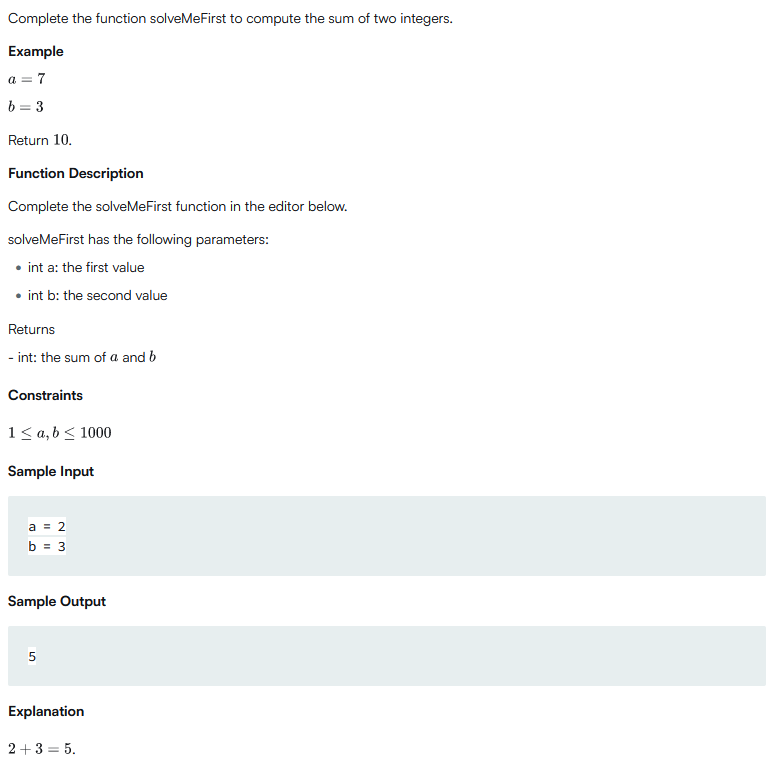 Complete the function solveMeFirst to compute the sum of two integers.
Example
a = 7
b = 3
Return 10.
Function Description
Complete the solveMeFirst function in the editor below.
solveMeFirst has the following parameters:
• int a: the first value
• int b: the second value
Returns
- int: the sum of a and b
Constraints
1 ≤ a, b ≤ 1000
Sample Input
a = 2
b = 3
Sample Output
5
Explanation
2 + 3 = 5.